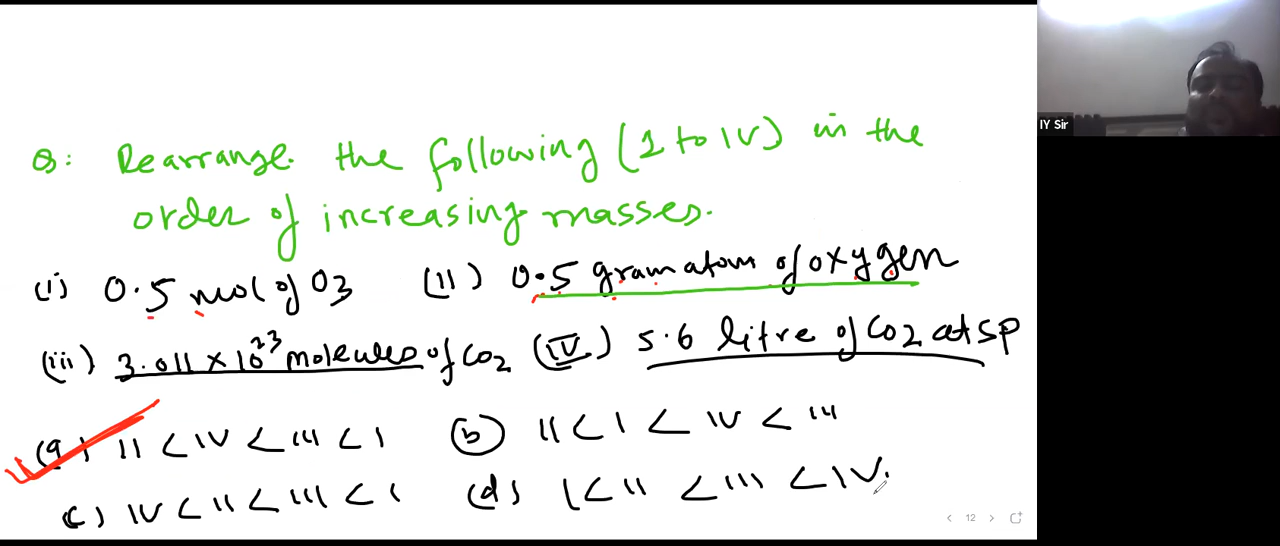 Q: Rearrange. the following (1 to IV) in the
order of increasing masses.
(i) 0.5 mol of O3 (II) 0.5 gram atom of oxygen
(iii) 3.011 × 10^23 molecules of CO2 (IV) 5.6 litre of CO2 at SP
(a) II < IV < III < I (b) II < I < IV < III
(c) IV < II < III < I (d) I < II < III < IV.
IY Sir
< 12 >